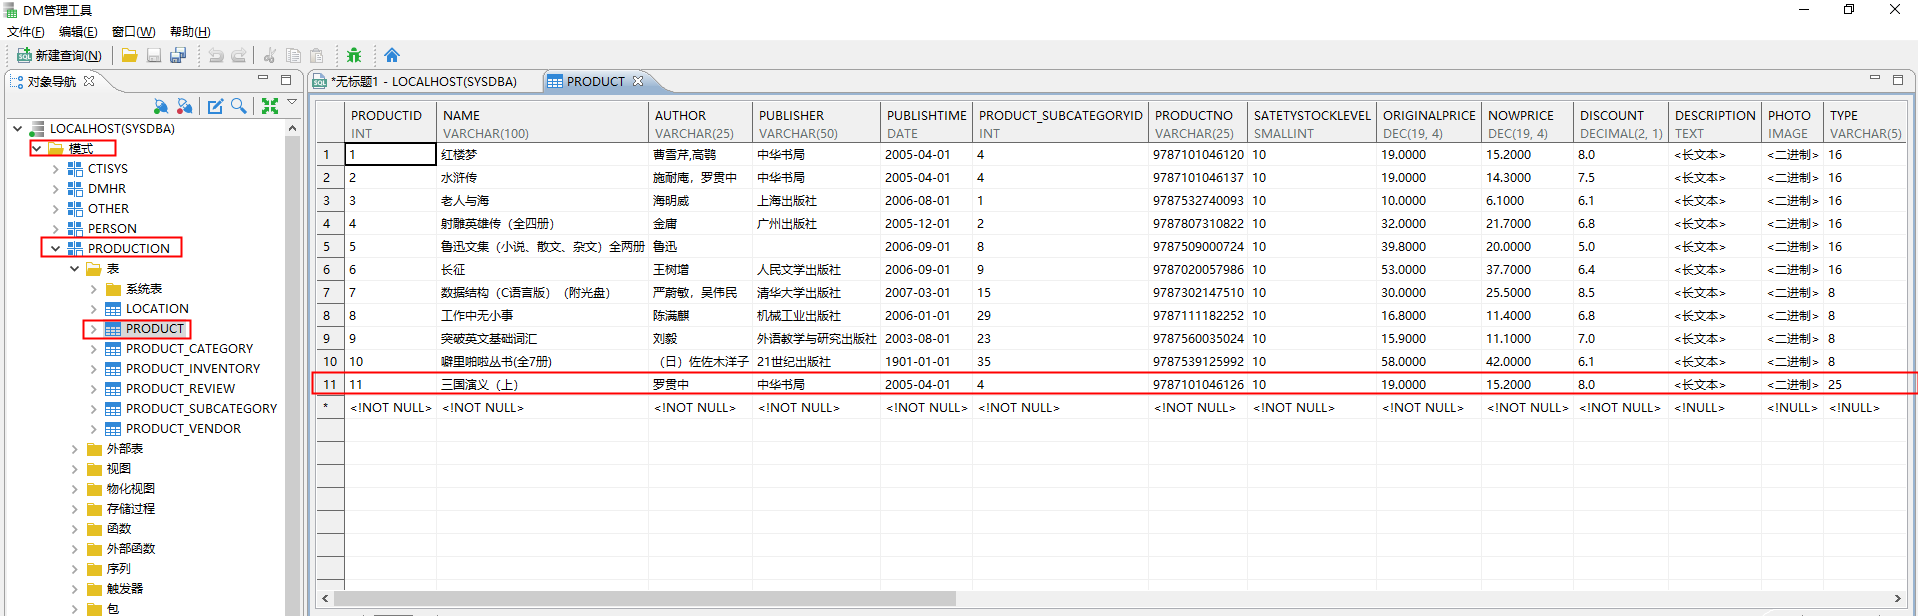 DM管理工具
文件(F) 编辑(E) 窗口(W) 帮助(H)
新建查询(N)
对象导航
LOCALHOST(SYSDBA)
模式
CTISYS
DMHR
OTHER
PERSON
PRODUCTION
表
系统表
LOCATION
PRODUCT
PRODUCT_CATEGORY
PRODUCT_INVENTORY
PRODUCT_REVIEW
PRODUCT_SUBCATEGORY
PRODUCT_VENDOR
外部表
视图
物化视图
存储过程
函数
外部函数
序列
触发器
包
*无标题1 - LOCALHOST(SYSDBA) PRODUCT
PRODUCTID NAME AUTHOR PUBLISHER PUBLISHTIME PRODUCT_SUBCATEGORYID PRODUCTNO SATETYSTOCKLEVEL ORIGINALPRICE NOWPRICE DISCOUNT DESCRIPTION PHOTO TYPE
INT VARCHAR(100) VARCHAR(25) VARCHAR(50) DATE INT VARCHAR(25) SMALLINT DEC(19, 4) DEC(19, 4) DECIMAL(2, 1) TEXT IMAGE VARCHAR(5)
1 1 红楼梦 曹雪芹,高鹗 中华书局 2005-04-01 4 9787101046120 10 19.0000 15.2000 8.0 <长文本> <二进制> 16
2 2 水浒传 施耐庵，罗贯中 中华书局 2005-04-01 4 9787101046137 10 19.0000 14.3000 7.5 <长文本> <二进制> 16
3 3 老人与海 海明威 上海出版社 2006-08-01 1 9787532740093 10 10.0000 6.1000 6.1 <长文本> <二进制> 16
4 4 射雕英雄传（全四册） 金庸 广州出版社 2005-12-01 2 9787807310822 10 32.0000 21.7000 6.8 <长文本> <二进制> 16
5 5 鲁迅文集（小说、散文、杂文）全两册 鲁迅 2006-09-01 8 9787509000724 10 39.8000 20.0000 5.0 <长文本> <二进制> 16
6 6 长征 王树增 人民文学出版社 2006-09-01 9 9787020057986 10 53.0000 37.7000 6.4 <长文本> <二进制> 16
7 7 数据结构（C语言版）（附光盘） 严蔚敏，吴伟民 清华大学出版社 2007-03-01 15 9787302147510 10 30.0000 25.5000 8.5 <长文本> <二进制> 8
8 8 工作中无小事 陈满麒 机械工业出版社 2006-01-01 29 9787111182252 10 16.8000 11.4000 6.8 <长文本> <二进制> 8
9 9 突破英文基础词汇 刘毅 外语教学与研究出版社 2003-08-01 23 9787560035024 10 15.9000 11.1000 7.0 <长文本> <二进制> 8
10 10 噼里啪啦丛书(全7册) （日）佐佐木洋子 21世纪出版社 1901-01-01 35 9787539125992 10 58.0000 42.0000 6.1 <长文本> <二进制> 8
11 11 三国演义（上） 罗贯中 中华书局 2005-04-01 4 9787101046126 10 19.0000 15.2000 8.0 <长文本> <二进制> 25
* <!NOT NULL> <!NOT NULL> <!NOT NULL> <!NOT NULL> <!NOT NULL> <!NOT NULL> <!NOT NULL> <!NOT NULL> <!NOT NULL> <!NOT NULL> <!NOT NULL> <!NULL> <!NULL> <!NULL>